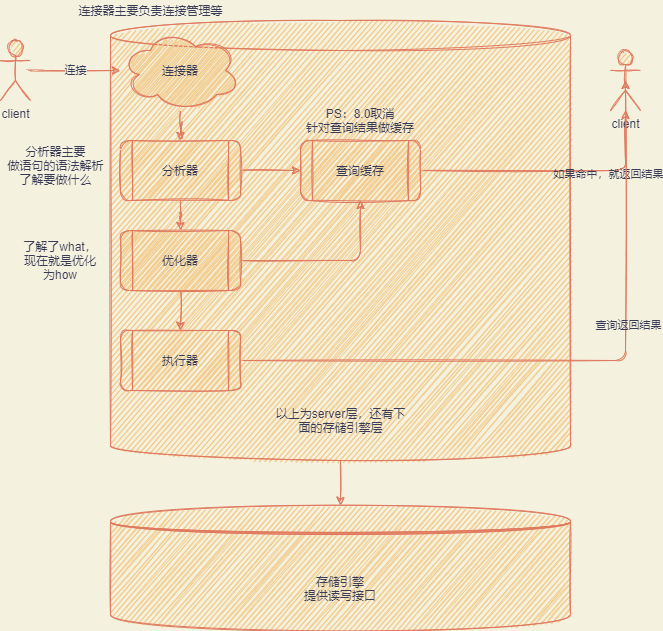 连接器主要负责连接管理等
连接
连接器
client
PS：8.0取消
针对查询结果做缓存
client
分析器主要
做语句的语法解析
了解要做什么
分析器
查询缓存
如果命中，就返回结果
了解了what，
现在就是优化
为how
优化器
查询返回结果
执行器
以上为server层，还有下
面的存储引擎层
存储引擎
提供读写接口